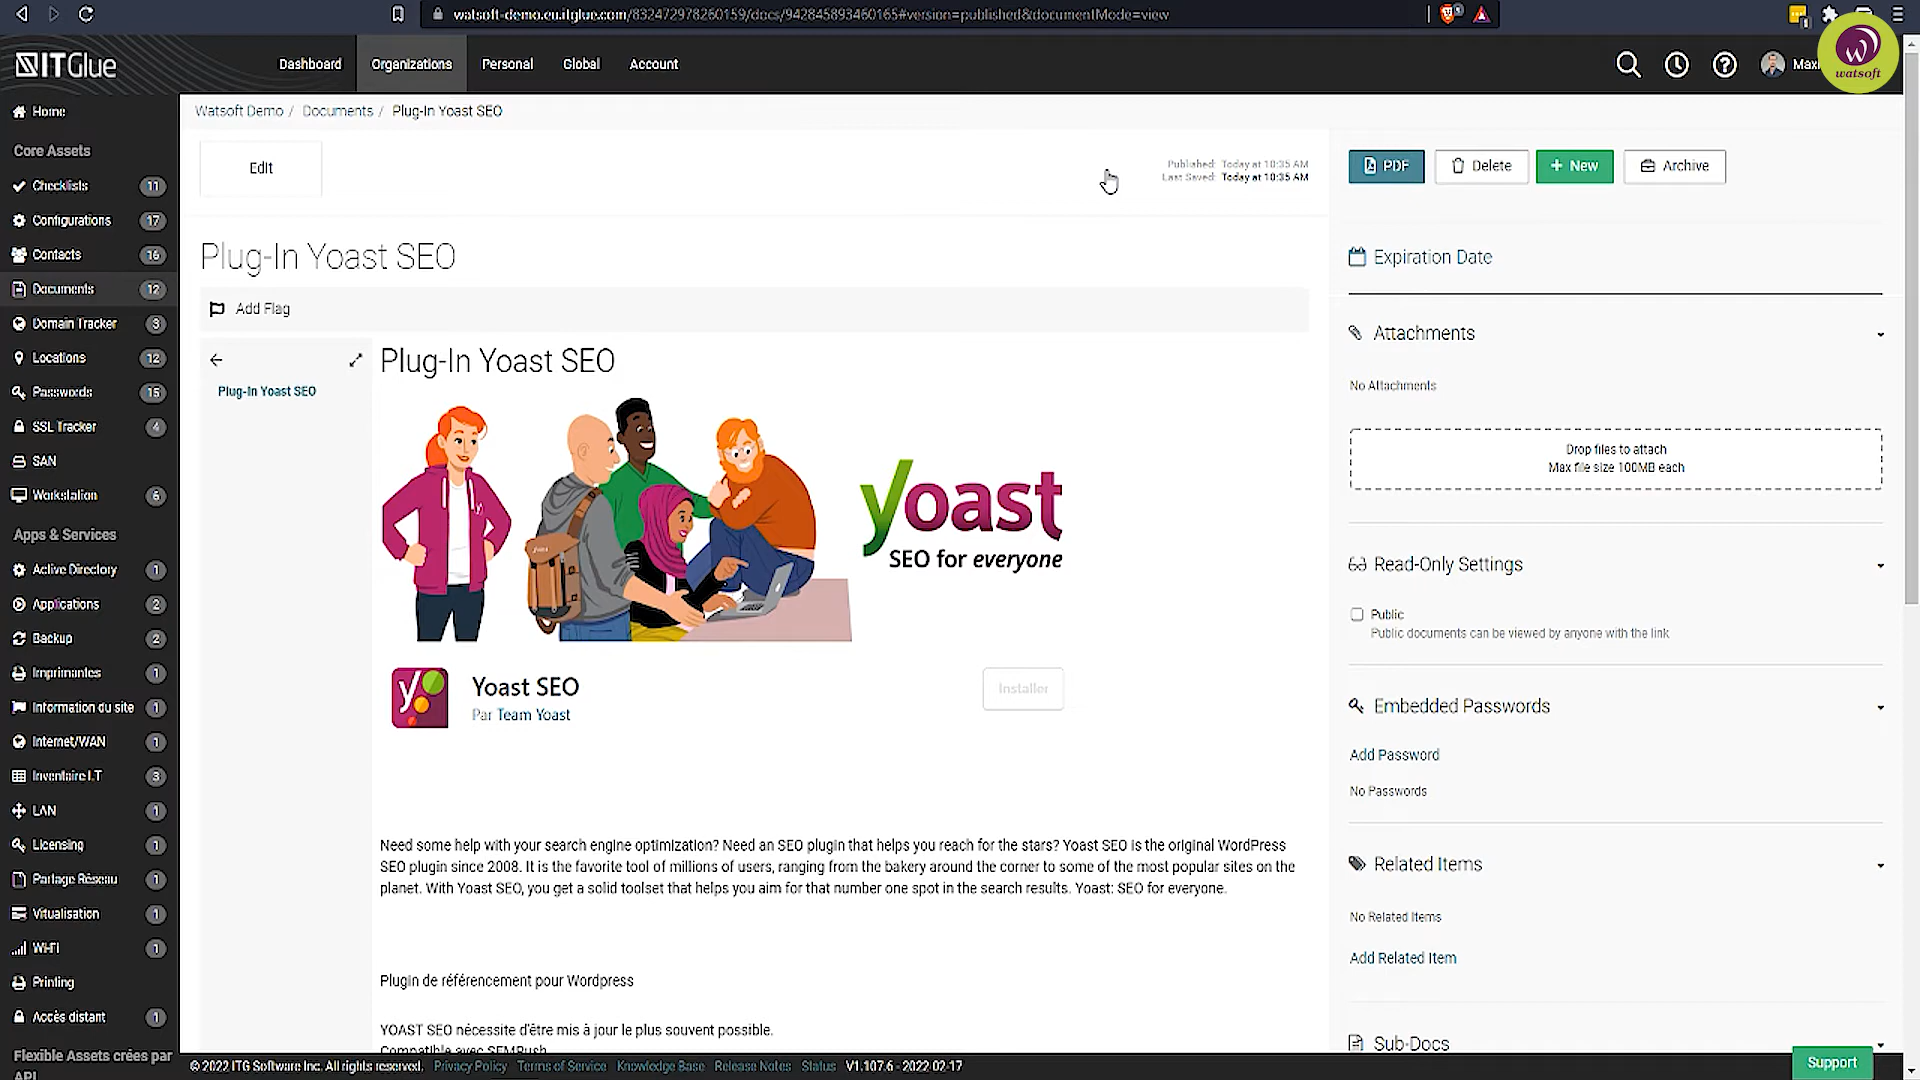 watsoft-demo.eu.itglue.com/832472978260159/docs/942845893460165#version=published&documentMode=view
ITGlue
Dashboard
Organizations
Personal
Global
Account
Maxi
watsoft
Home
Core Assets
Checklists 11
Configurations 17
Contacts 16
Documents 12
Domain Tracker 3
Locations 12
Passwords 15
SSL Tracker 4
SAN
Workstation 6
Apps & Services
Active Directory 1
Applications 2
Backup 2
Imprimantes 1
Information du site 1
Internet/WAN 1
Inventaire I.T 3
LAN 1
Licensing 1
Partage Réseau 1
Vitualisation 1
Wi-Fi 1
Printing
Accès distant 1
Flexible Assets crées par
API
Watsoft Demo / Documents / Plug-In Yoast SEO
Edit
Published: Today at 10:35 AM
Last Saved: Today at 10:35 AM
Plug-In Yoast SEO
Add Flag
Plug-In Yoast SEO
Plug-In Yoast SEO
yoast
SEO for everyone
Yoast SEO
Par Team Yoast
Installer
Need some help with your search engine optimization? Need an SEO plugin that helps you reach for the stars? Yoast SEO is the original WordPress
SEO plugin since 2008. It is the favorite tool of millions of users, ranging from the bakery around the corner to some of the most popular sites on the
planet. With Yoast SEO, you get a solid toolset that helps you aim for that number one spot in the search results. Yoast: SEO for everyone.
Plugin de référencement pour Wordpress
YOAST SEO nécessite d'être mis à jour le plus souvent possible.
Compatible avec SEMRush
PDF
Delete
+ New
Archive
Expiration Date
Attachments
No Attachments
Drop files to attach
Max file size 100MB each
Read-Only Settings
Public
Public documents can be viewed by anyone with the link
Embedded Passwords
Add Password
No Passwords
Related Items
No Related Items
Add Related Item
Sub-Docs
© 2022 ITG Software Inc. All rights reserved. Privacy Policy Terms of Service Knowledge Base Release Notes Status V1.107.6 - 2022-02-17
Support